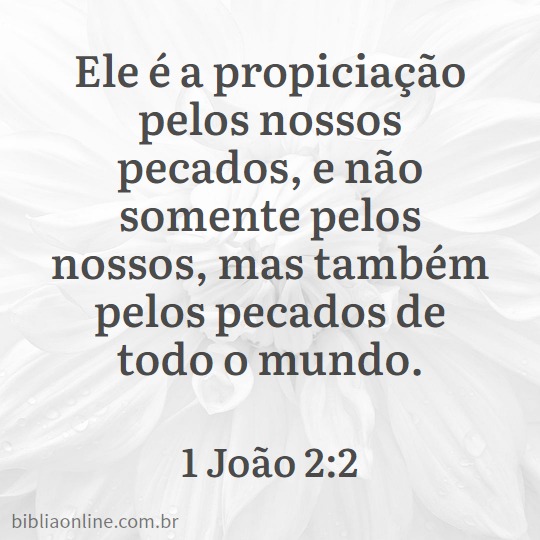 Ele é a propiciação
pelos nossos
pecados, e não
somente pelos
nossos, mas também
pelos pecados de
todo o mundo.
1 João 2:2
bibliaonline.com.br